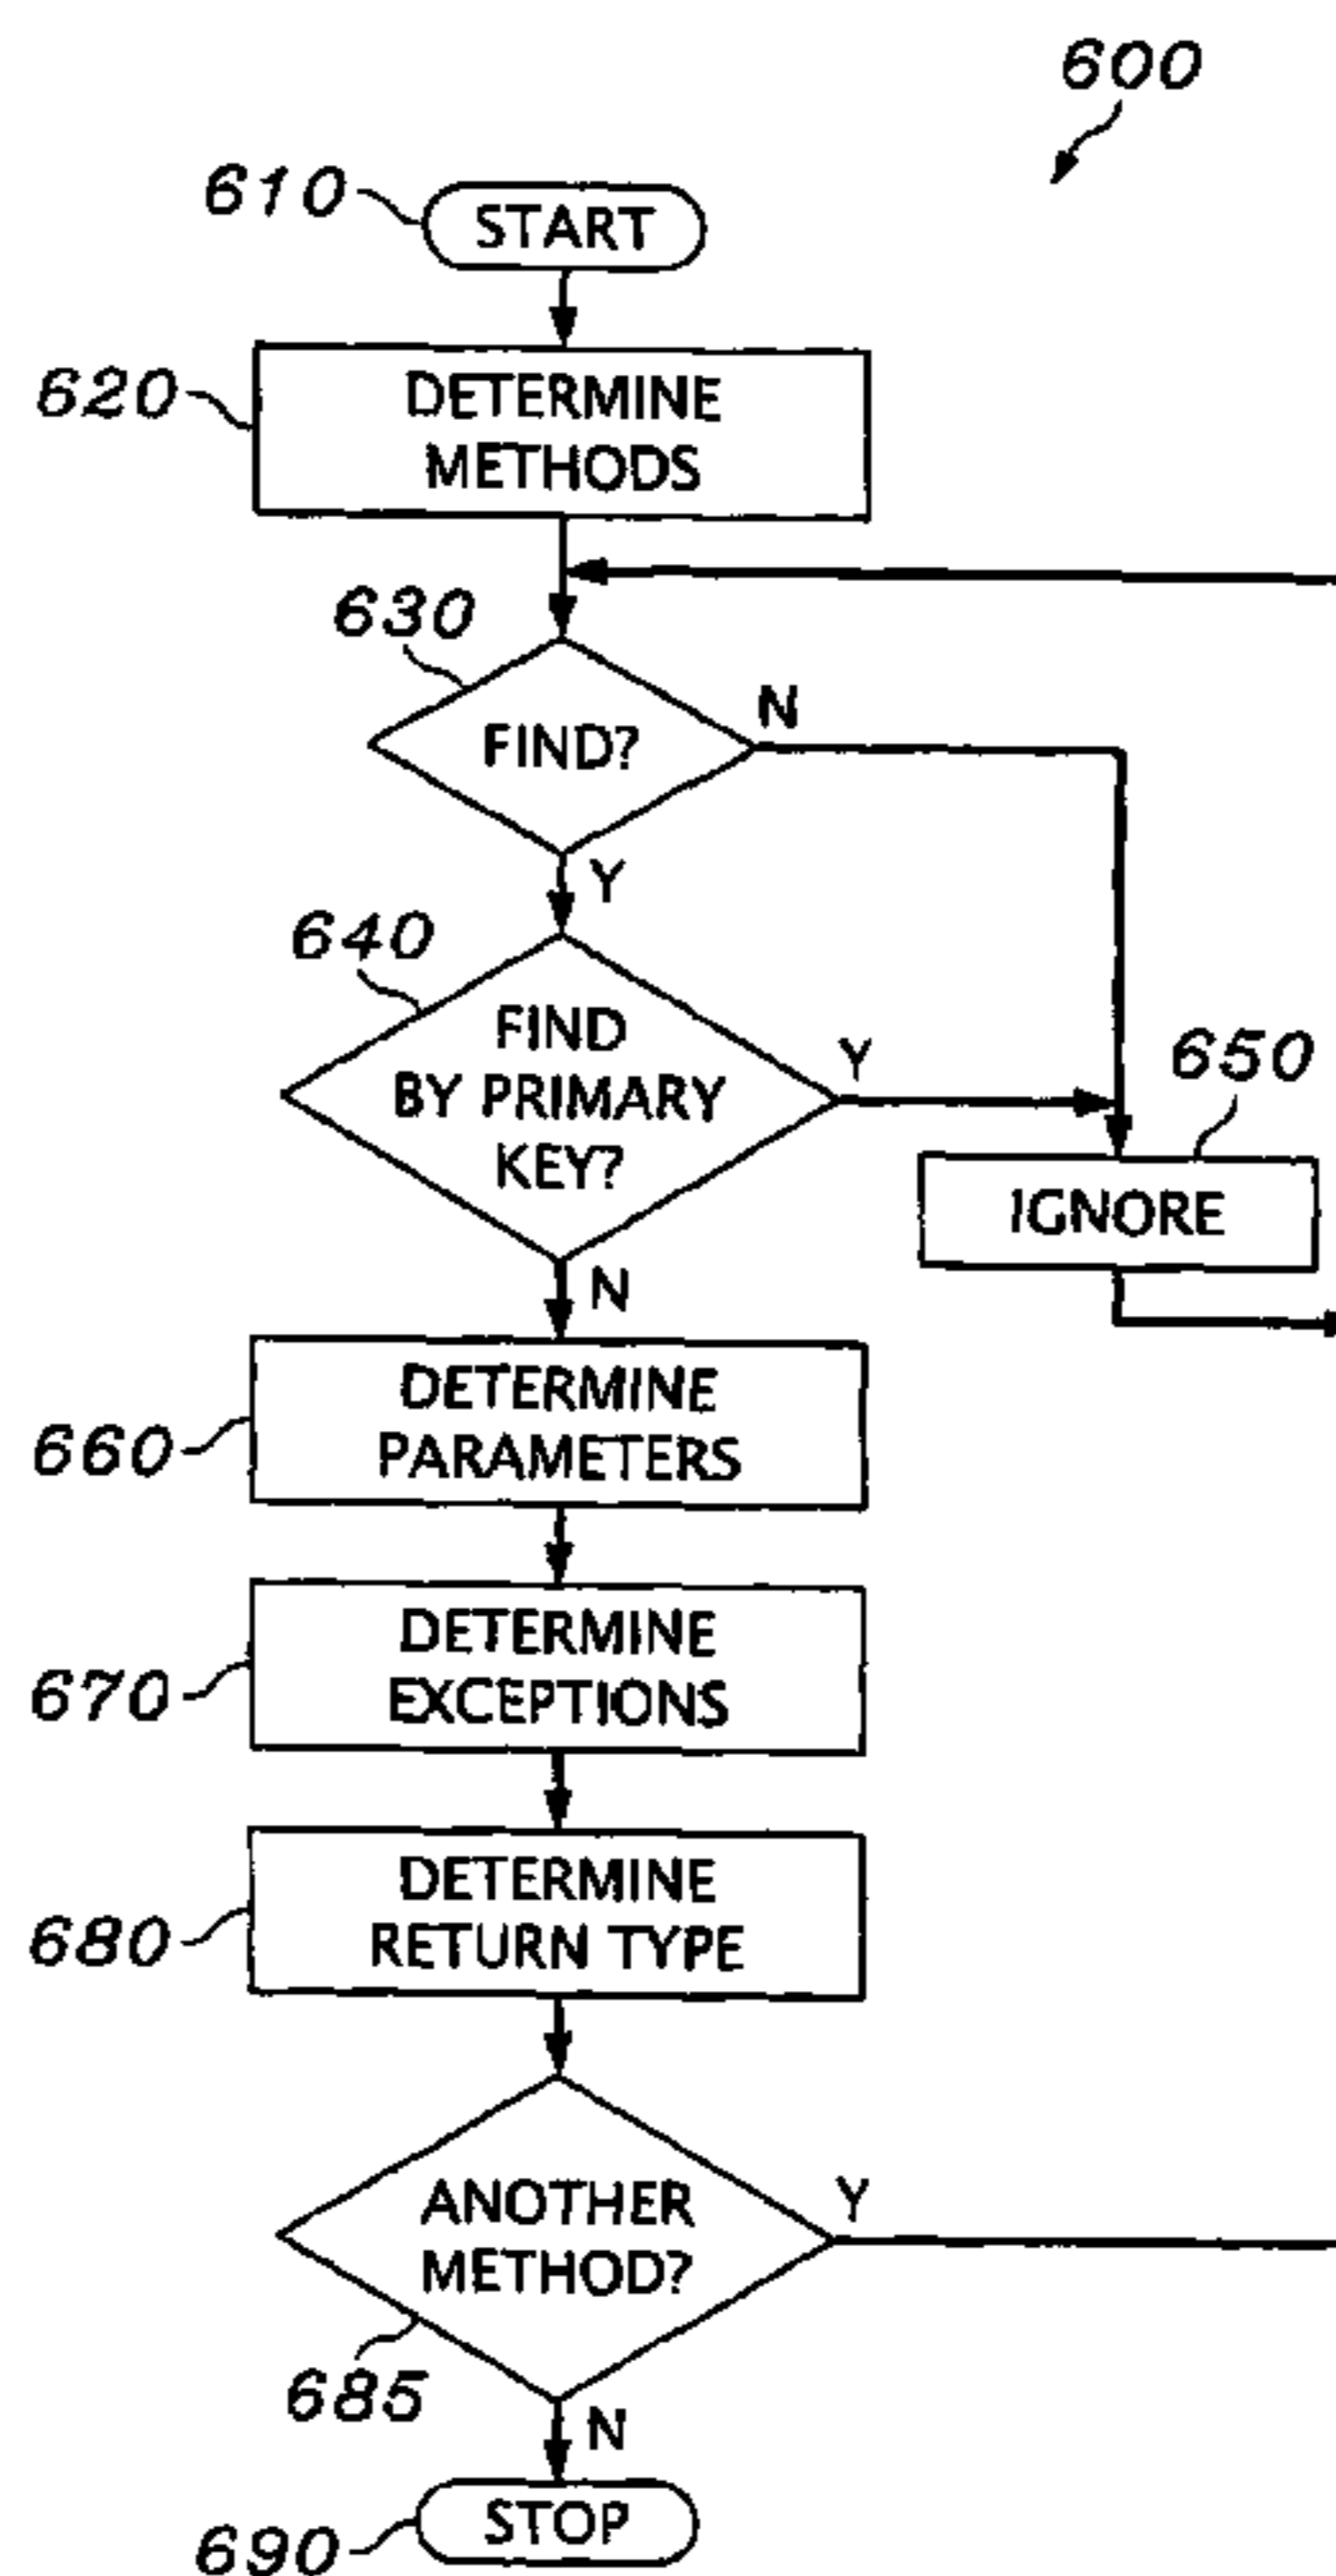 600
610
START
620
DETERMINE
METHODS
630
FIND?
N
Y
640
FIND
BY PRIMARY
KEY?
Y
650
IGNORE
N
660
DETERMINE
PARAMETERS
670
DETERMINE
EXCEPTIONS
680
DETERMINE
RETURN TYPE
ANOTHER
METHOD?
Y
685
N
690
STOP